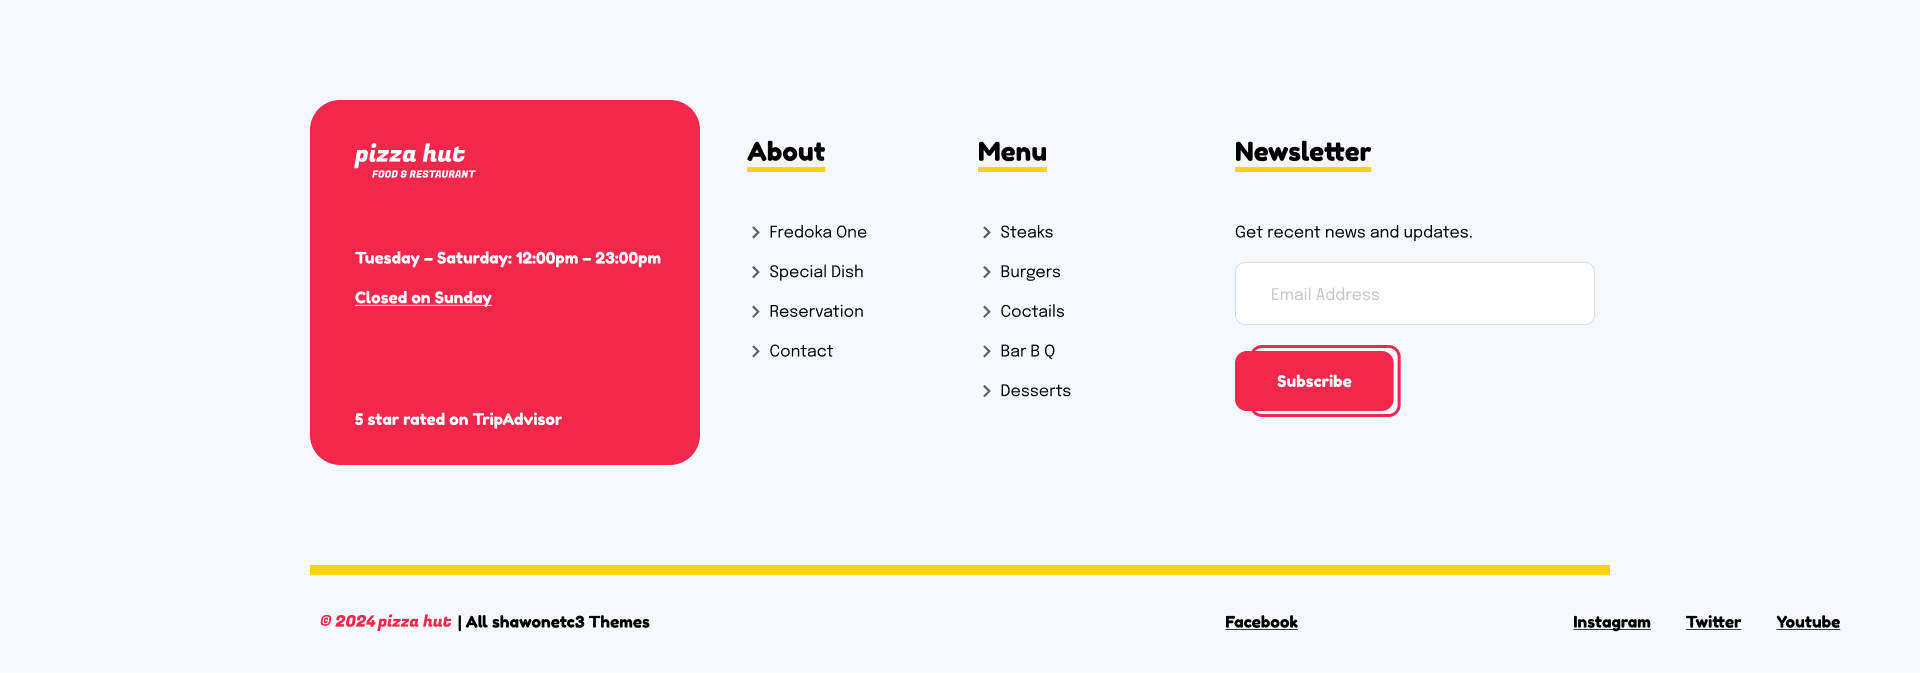 pizza hut
FOOD & RESTAURANT
Tuesday – Saturday: 12:00pm – 23:00pm
Closed on Sunday
5 star rated on TripAdvisor
About
Fredoka One
Special Dish
Reservation
Contact
Menu
Steaks
Burgers
Coctails
Bar B Q
Desserts
Newsletter
Get recent news and updates.
Email Address
Subscribe
© 2024 pizza hut | All shawonetc3 Themes
Facebook
Instagram
Twitter
Youtube